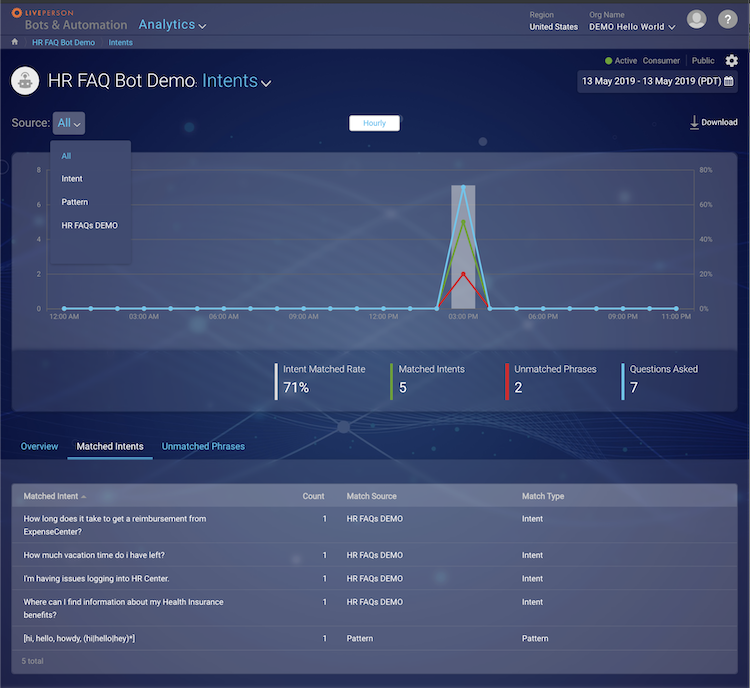 LIVEPERSON
Bots & Automation Analytics
Region
United States
Org Name
DEMO Hello World
?
HR FAQ Bot Demo Intents
Active Consumer Public
HR FAQ Bot Demo: Intents
13 May 2019 - 13 May 2019 (PDT)
Source: All
Hourly
Download
All
Intent
Pattern
HR FAQs DEMO
8
6
4
2
0
80%
60%
40%
20%
0%
12:00 AM 03:00 AM 06:00 AM 09:00 AM 12:00 PM 03:00 PM 06:00 PM 09:00 PM 11:00 PM
Intent Matched Rate
71%
Matched Intents
5
Unmatched Phrases
2
Questions Asked
7
Overview Matched Intents Unmatched Phrases
Matched Intent Count Match Source Match Type
How long does it take to get a reimbursement from
ExpenseCenter?
1 HR FAQs DEMO Intent
How much vacation time do i have left? 1 HR FAQs DEMO Intent
I'm having issues logging into HR Center. 1 HR FAQs DEMO Intent
Where can I find information about my Health Insurance
benefits?
1 HR FAQs DEMO Intent
[hi, hello, howdy, (hi|hello|hey)*] 1 Pattern Pattern
5 total